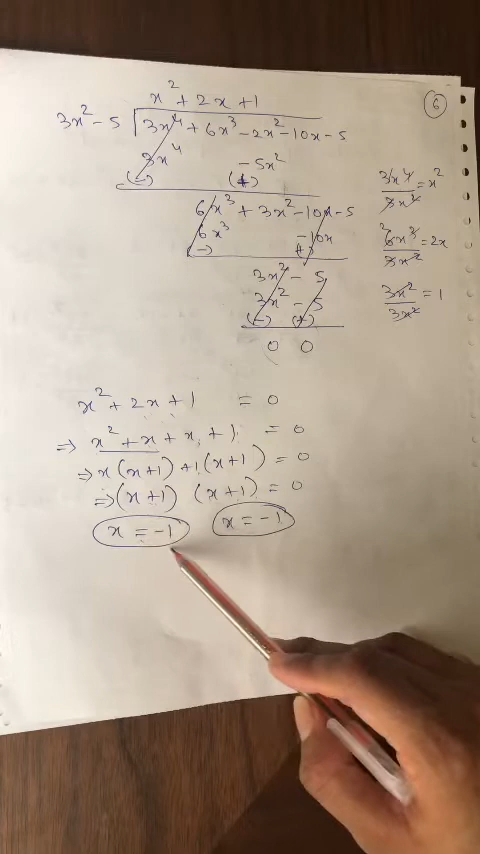 6
x² + 2x + 1
3x² - 5 | 3x⁴ + 6x³ - 2x² - 10x - 5
3x⁴ - 5x²
(-) (+)
3x⁴/3x² = x²
6x³ + 3x² - 10x - 5
6x³ - 10x
(-) (+)
6x³/3x² = 2x
3x² - 5
3x² - 5
(-) (+)
3x²/3x² = 1
0 0
x² + 2x + 1 = 0
⇒ x² + x + x + 1 = 0
⇒ x(x+1) + 1(x+1) = 0
⇒ (x+1) (x+1) = 0
x = -1 x = -1